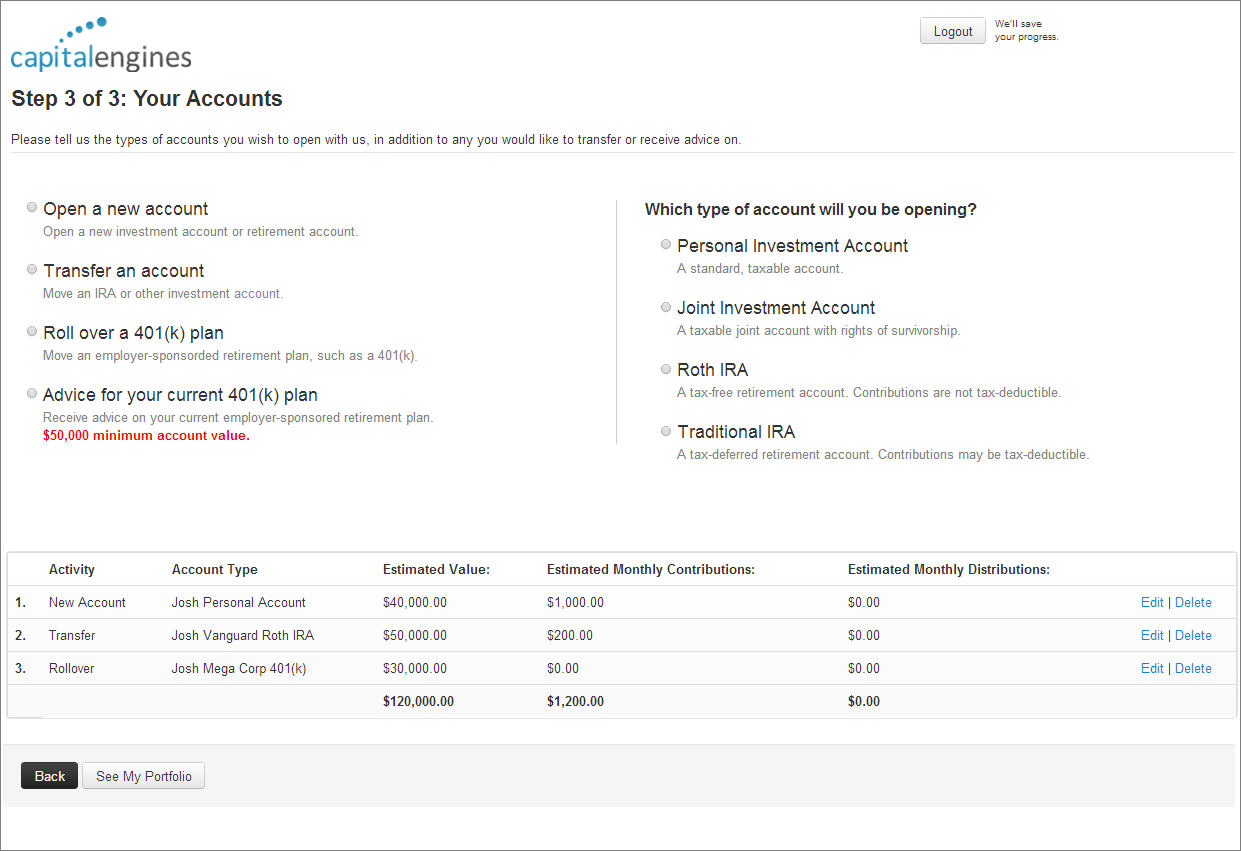 capitalengines
Logout
We'll save
your progress.
Step 3 of 3: Your Accounts
Please tell us the types of accounts you wish to open with us, in addition to any you would like to transfer or receive advice on.
Open a new account
Open a new investment account or retirement account.
Transfer an account
Move an IRA or other investment account.
Roll over a 401(k) plan
Move an employer-sponsorded retirement plan, such as a 401(k).
Advice for your current 401(k) plan
Receive advice on your current employer-sponsored retirement plan.
$50,000 minimum account value.
Which type of account will you be opening?
Personal Investment Account
A standard, taxable account.
Joint Investment Account
A taxable joint account with rights of survivorship.
Roth IRA
A tax-free retirement account. Contributions are not tax-deductible.
Traditional IRA
A tax-deferred retirement account. Contributions may be tax-deductible.
Activity Account Type Estimated Value: Estimated Monthly Contributions: Estimated Monthly Distributions:
1. New Account Josh Personal Account $40,000.00 $1,000.00 $0.00 Edit | Delete
2. Transfer Josh Vanguard Roth IRA $50,000.00 $200.00 $0.00 Edit | Delete
3. Rollover Josh Mega Corp 401(k) $30,000.00 $0.00 $0.00 Edit | Delete
$120,000.00 $1,200.00 $0.00
Back See My Portfolio